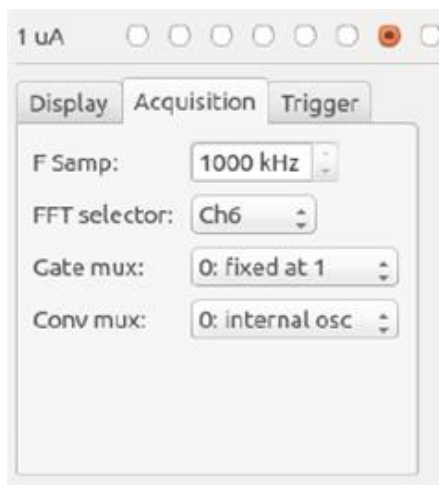 1 uA
Display Acquisition Trigger
F Samp: 1000 kHz
FFT selector: Ch6
Gate mux: 0: fixed at 1
Conv mux: 0: internal osc